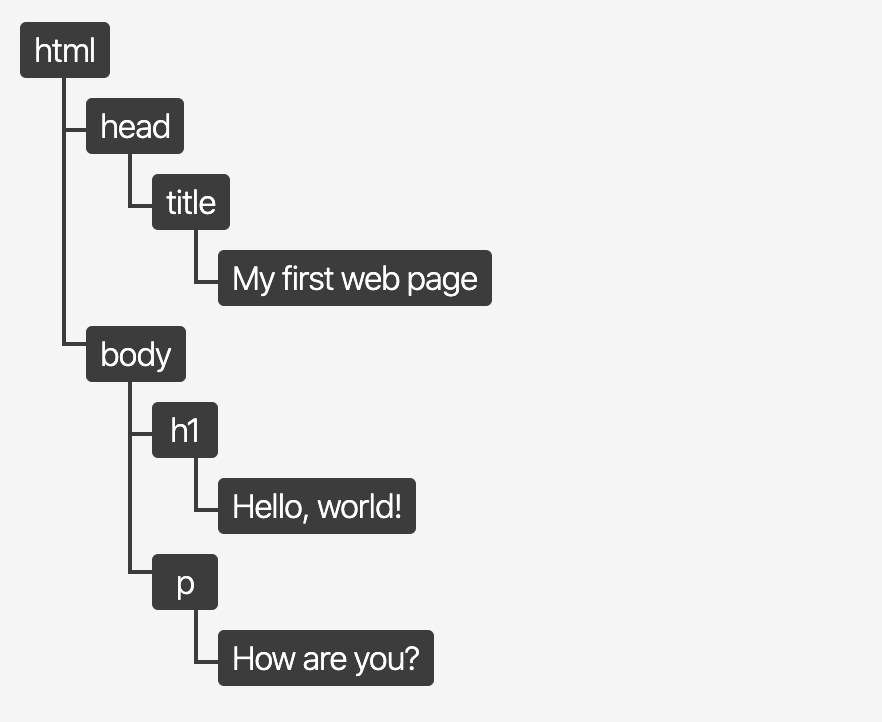 html
head
title
My first web page
body
h1
Hello, world!
p
How are you?